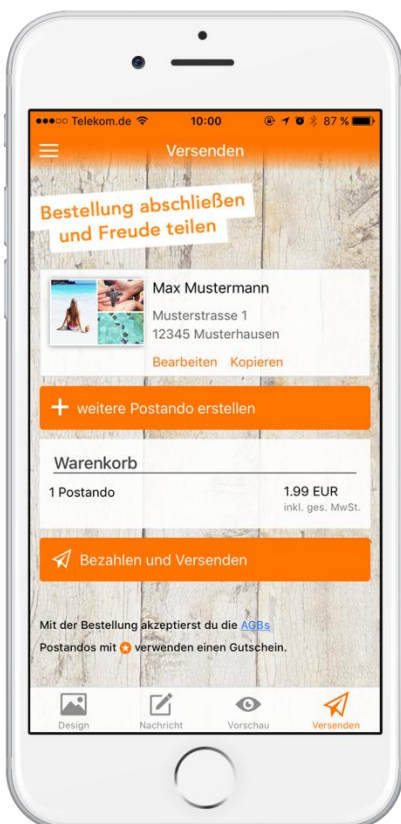 Telekom.de 10:00 87 %
Versenden
Bestellung abschließen
und Freude teilen
Max Mustermann
Musterstrasse 1
12345 Musterhausen
Bearbeiten Kopieren
+ weitere Postando erstellen
Warenkorb
1 Postando 1.99 EUR
inkl. ges. MwSt.
Bezahlen und Versenden
Mit der Bestellung akzeptierst du die AGBs
Postandos mit verwenden einen Gutschein.
Design Nachricht Vorschau Versenden